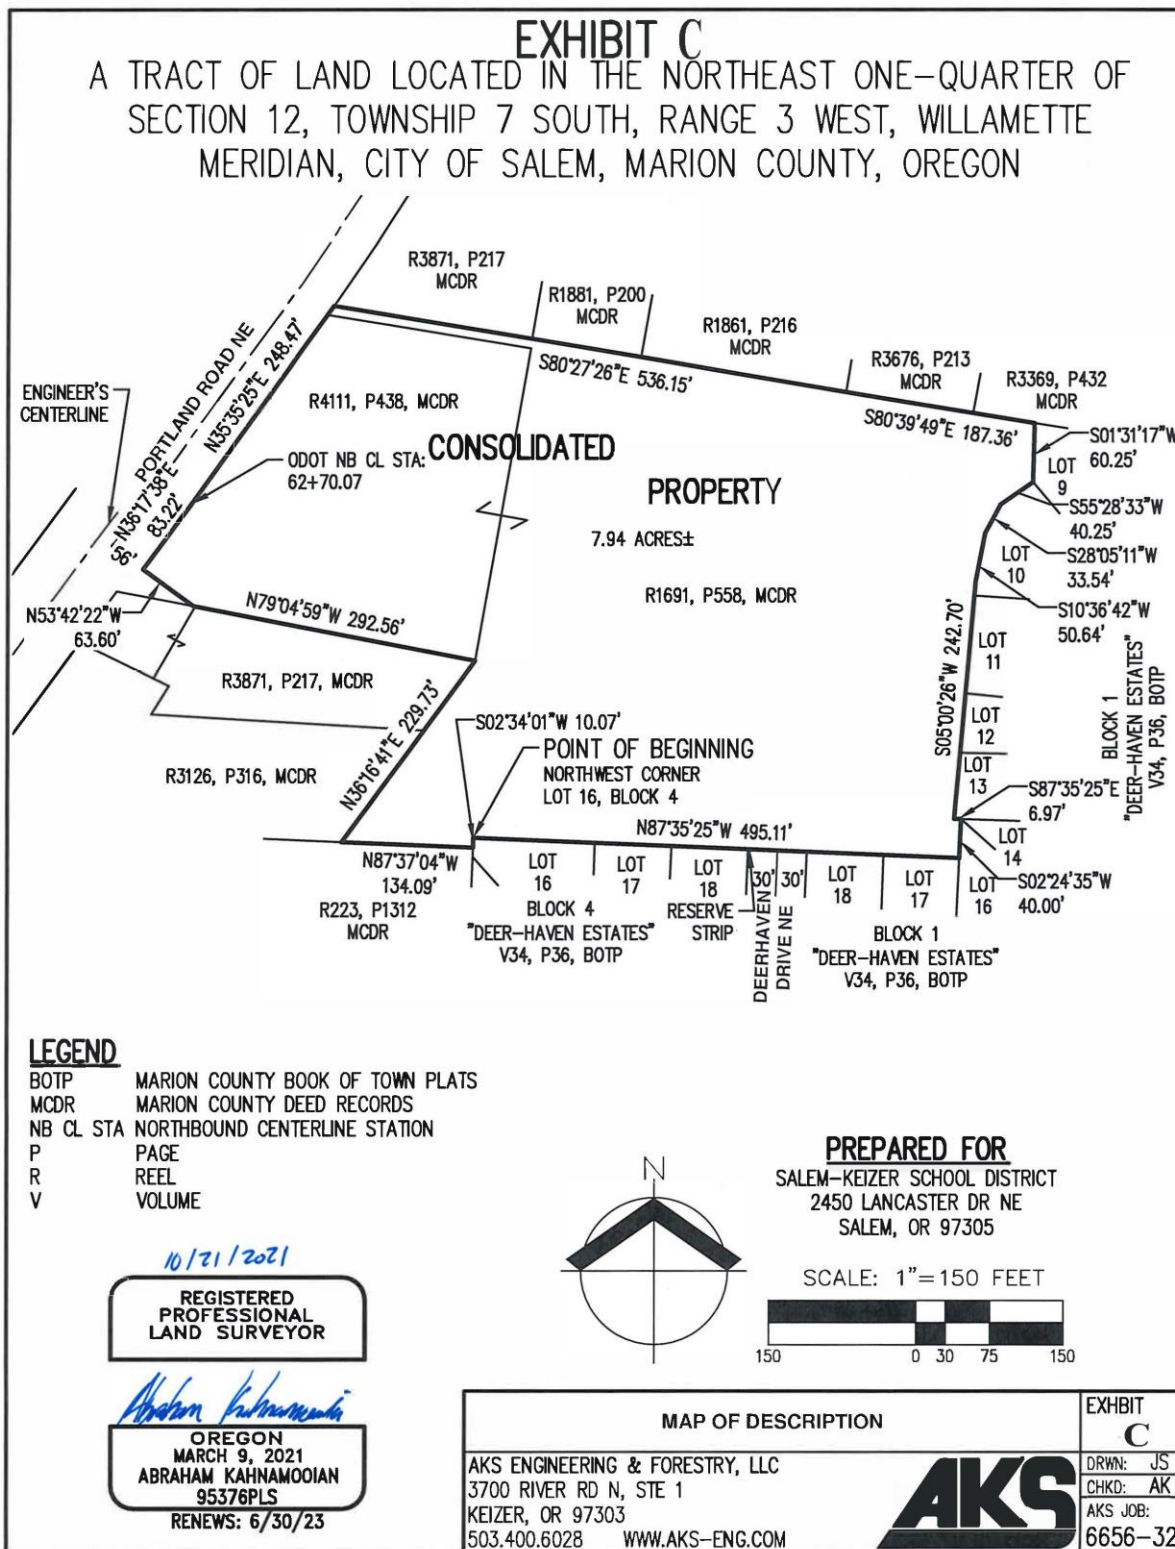 EXHIBIT C
A TRACT OF LAND LOCATED IN THE NORTHEAST ONE-QUARTER OF
SECTION 12, TOWNSHIP 7 SOUTH, RANGE 3 WEST, WILLAMETTE
MERIDIAN, CITY OF SALEM, MARION COUNTY, OREGON
R3871, P217
MCDR
R1881, P200
MCDR
R1861, P216
MCDR
R3676, P213
MCDR
R3369, P432
MCDR
ENGINEER'S
CENTERLINE
PORTLAND ROAD NE
N35°35'25"E 248.47'
N36°17'38"E
83.22'
56'
S80°27'26"E 536.15'
S80°39'49"E 187.36'
R4111, P438, MCDR
ODOT NB CL STA:
62+70.07
CONSOLIDATED
PROPERTY
7.94 ACRES±
R1691, P558, MCDR
S01°31'17"W
60.25'
LOT
9
S55°28'33"W
40.25'
S28°05'11"W
33.54'
LOT
10
S10°36'42"W
50.64'
N53°42'22"W
63.60'
N79°04'59"W 292.56'
R3871, P217, MCDR
N36°16'41"E 229.73'
R3126, P316, MCDR
S05°00'26"W 242.70'
LOT
11
LOT
12
LOT
13
BLOCK 1
"DEER-HAVEN ESTATES"
V34, P36, BOTP
S02°34'01"W 10.07'
POINT OF BEGINNING
NORTHWEST CORNER
LOT 16, BLOCK 4
S87°35'25"E
6.97'
N87°35'25"W 495.11'
LOT
14
S02°24'35"W
40.00'
N87°37'04"W
134.09'
R223, P1312
MCDR
LOT
16
LOT
17
LOT
18
BLOCK 4
"DEER-HAVEN ESTATES"
V34, P36, BOTP
RESERVE
STRIP
30'
30'
DEERHAVEN
DRIVE NE
LOT
18
LOT
17
LOT
16
BLOCK 1
"DEER-HAVEN ESTATES"
V34, P36, BOTP
LEGEND
BOTP MARION COUNTY BOOK OF TOWN PLATS
MCDR MARION COUNTY DEED RECORDS
NB CL STA NORTHBOUND CENTERLINE STATION
P PAGE
R REEL
V VOLUME
N
PREPARED FOR
SALEM-KEIZER SCHOOL DISTRICT
2450 LANCASTER DR NE
SALEM, OR 97305
SCALE: 1"=150 FEET
150 0 30 75 150
10/21/2021
REGISTERED
PROFESSIONAL
LAND SURVEYOR
Abraham Kahnamooian
OREGON
MARCH 9, 2021
ABRAHAM KAHNAMOOIAN
95376PLS
RENEWS: 6/30/23
MAP OF DESCRIPTION
EXHIBIT
C
AKS ENGINEERING & FORESTRY, LLC
3700 RIVER RD N, STE 1
KEIZER, OR 97303
503.400.6028 WWW.AKS-ENG.COM
AKS
DRWN: JS
CHKD: AK
AKS JOB:
6656-32